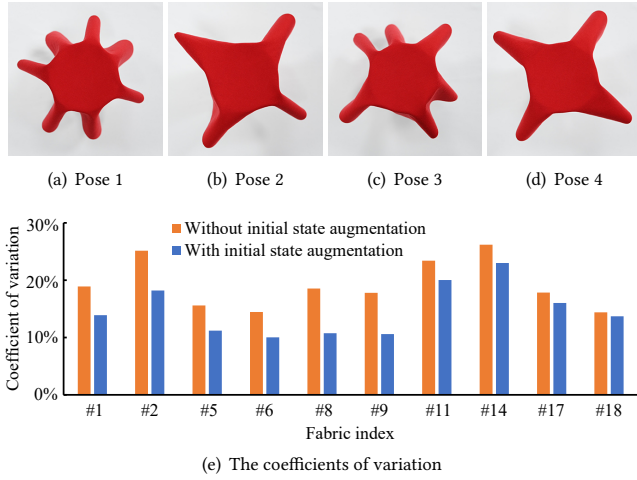 (a) Pose 1
(b) Pose 2
(c) Pose 3
(d) Pose 4
Coefficient of variation
30%
20%
10%
0%
Without initial state augmentation
With initial state augmentation
#1 #2 #5 #6 #8 #9 #11 #14 #17 #18
Fabric index
(e) The coefficients of variation